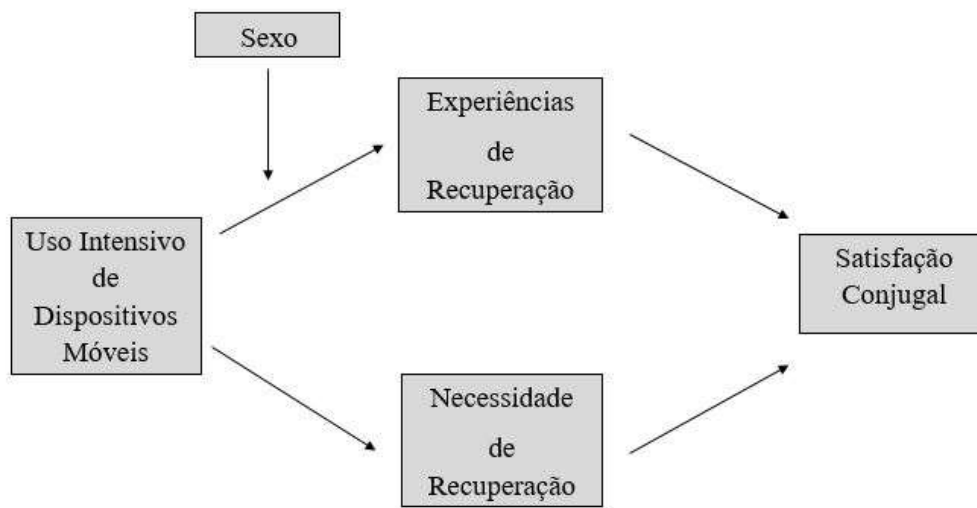 Sexo
Experiências
de
Recuperação
Uso Intensivo
de
Dispositivos
Móveis
Satisfação
Conjugal
Necessidade
de
Recuperação